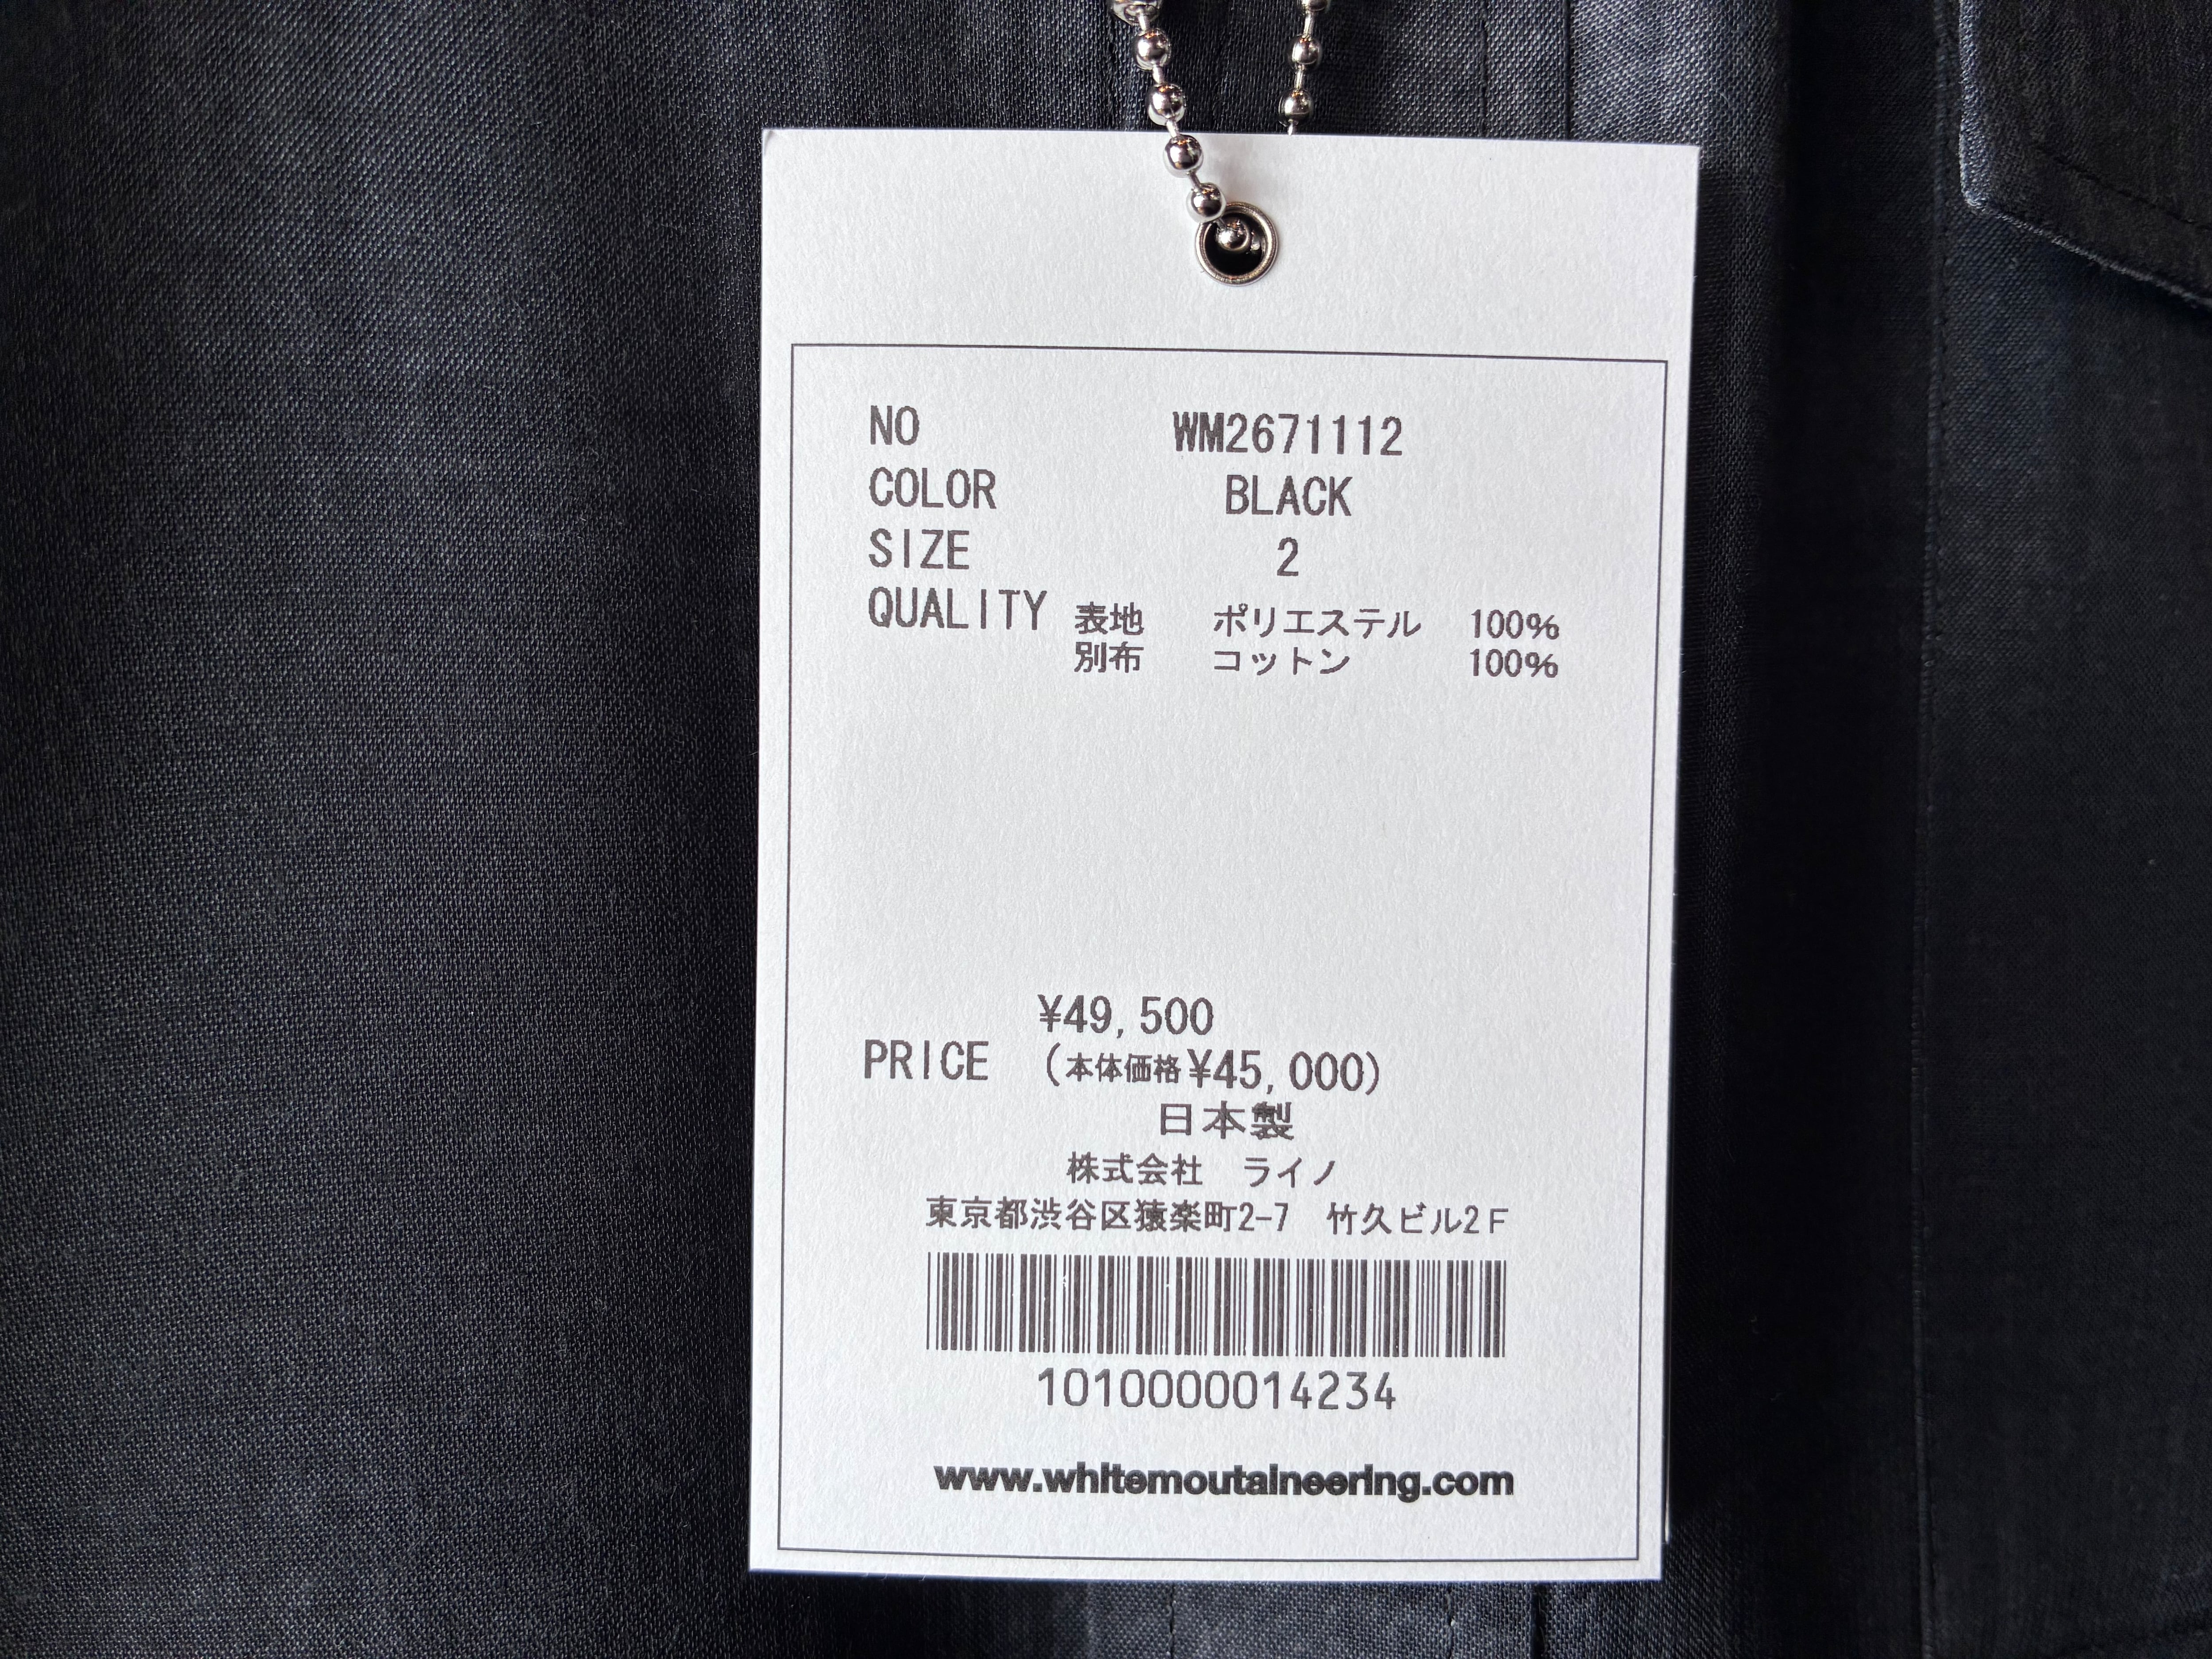 NO WM2671112
COLOR BLACK
SIZE 2
QUALITY 表地 ポリエステル 100%
別布 コットン 100%
¥49,500
PRICE (本体価格¥45,000)
日本製
株式会社 ライノ
東京都渋谷区猿楽町2-7 竹久ビル2F
1010000014234
www.whitemoutaineering.com